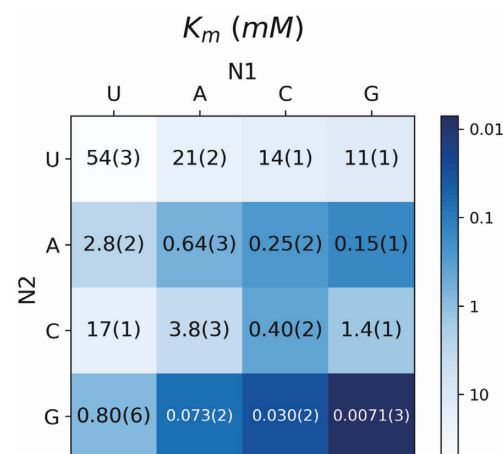 K_m (mM)
N1
U A C G
U 54(3) 21(2) 14(1) 11(1) 0.01
0.1
A 2.8(2) 0.64(3) 0.25(2) 0.15(1)
N2
1
C 17(1) 3.8(3) 0.40(2) 1.4(1)
10
G 0.80(6) 0.073(2) 0.030(2) 0.0071(3)